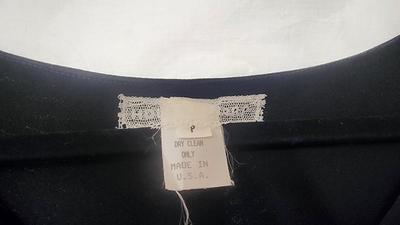 P
DRY CLEAN
ONLY
MADE IN
U.S.A.